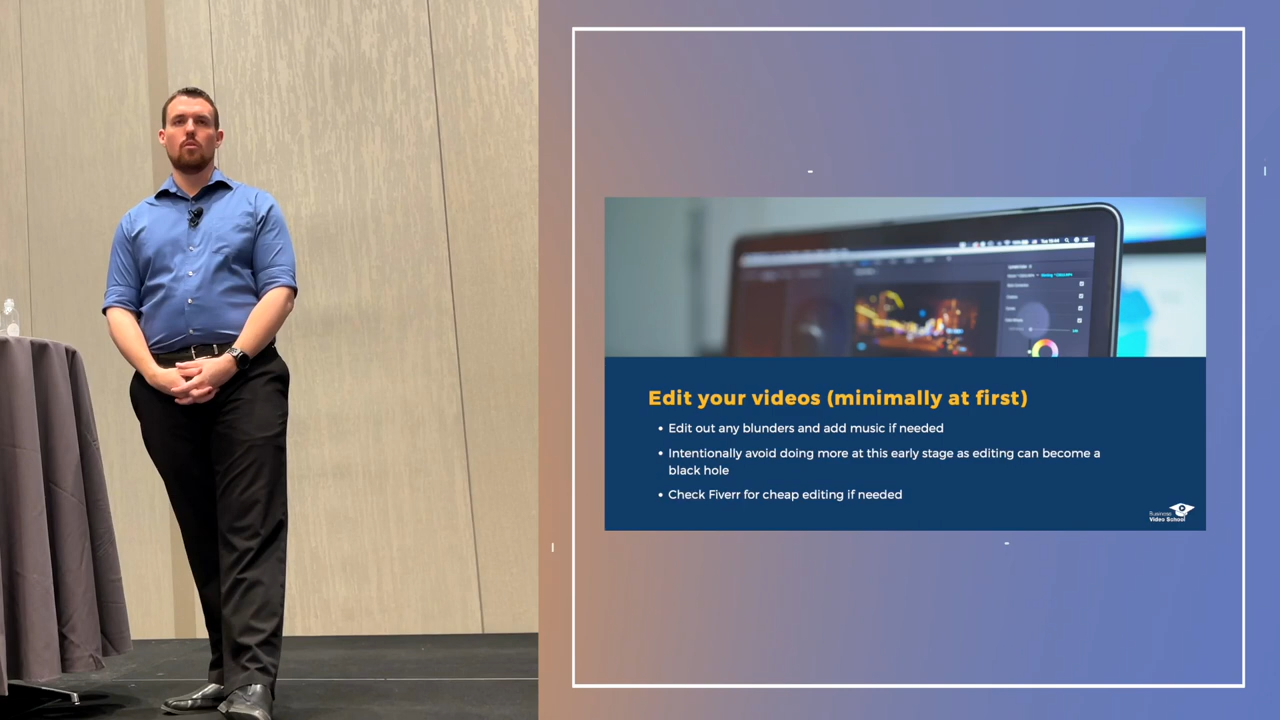 Edit your videos (minimally at first)
• Edit out any blunders and add music if needed
• Intentionally avoid doing more at this early stage as editing can become a
black hole
• Check Fiverr for cheap editing if needed
Business
Video School